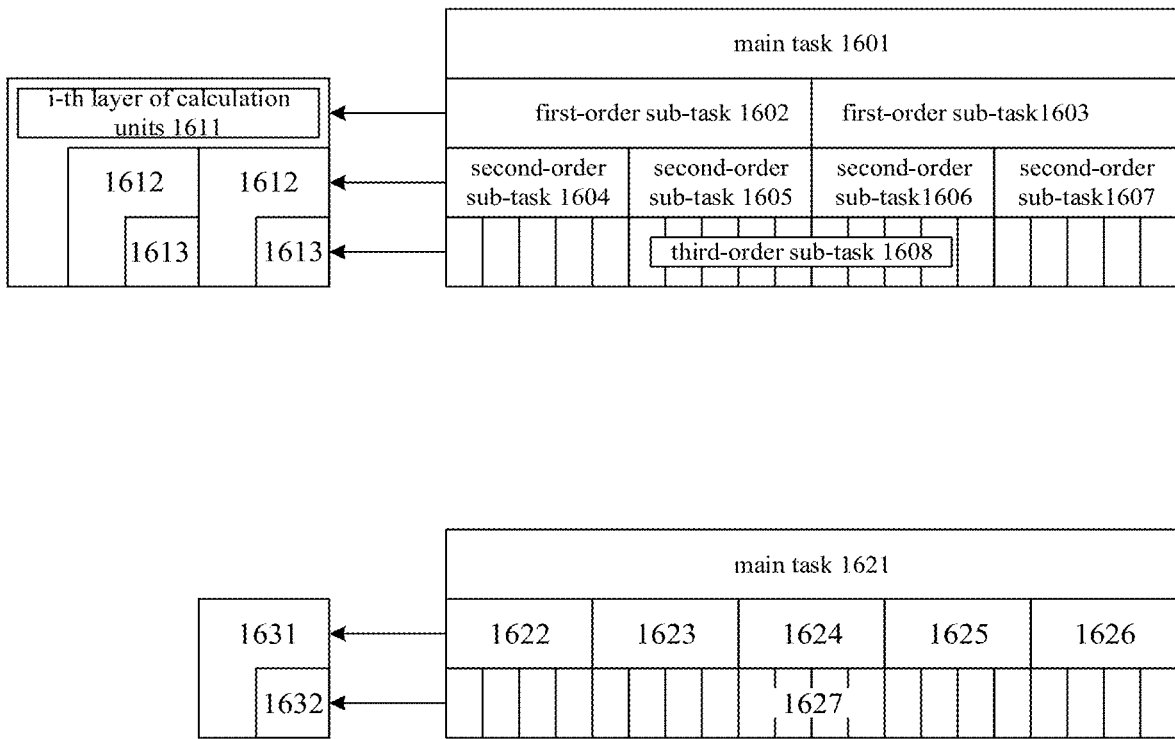 main task 1601
i-th layer of calculation
units 1611
first-order sub-task 1602
first-order sub-task1603
1612
1612
second-order
sub-task 1604
second-order
sub-task 1605
second-order
sub-task1606
second-order
sub-task1607
1613
1613
third-order sub-task 1608
main task 1621
1631
1622
1623
1624
1625
1626
1632
1627